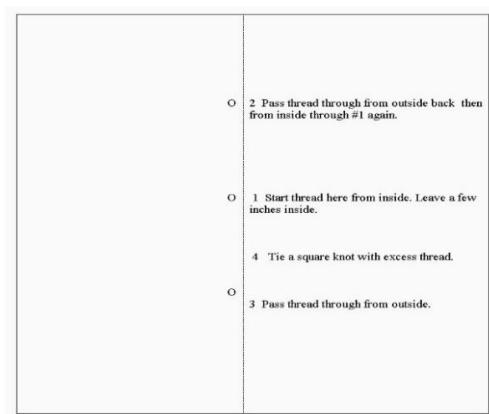 O 2 Pass thread through from outside back then
from inside through #1 again.
O 1 Start thread here from inside. Leave a few
inches inside.
4 Tie a square knot with excess thread.
O
3 Pass thread through from outside.